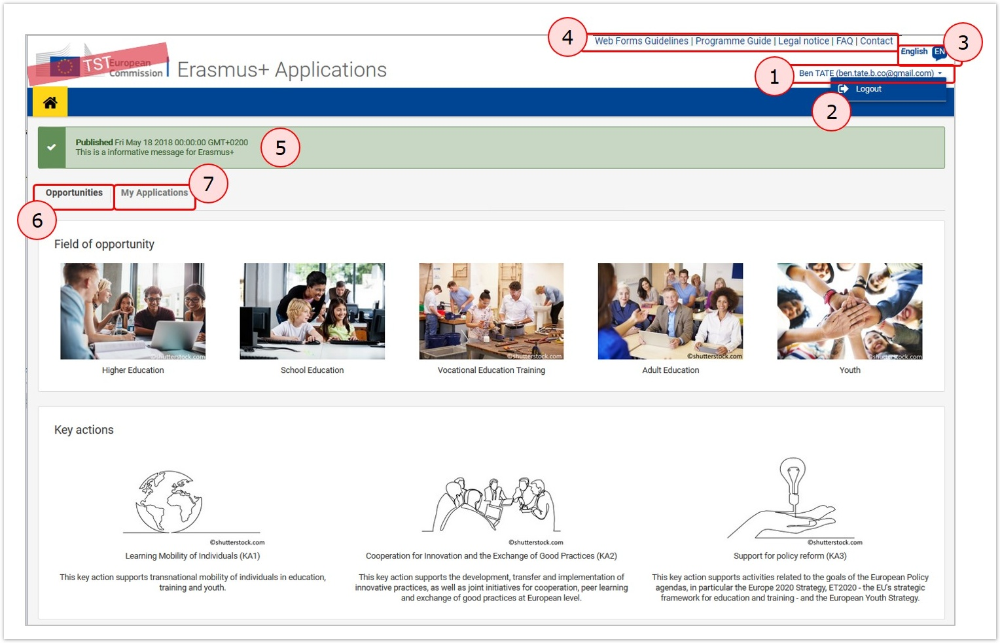 4
Web Forms Guidelines | Programme Guide | Legal notice | FAQ | Contact
3
English EN
TST
European
Commission
Erasmus+ Applications
1
Ben TATE (ben.tate.b.co@gmail.com)
Logout
2
Published Fri May 18 2018 00:00:00 GMT+0200
This is a informative message for Erasmus+
5
7
Opportunities
My Applications
6
Field of opportunity
©shutterstock.com
©shutterstock.com
©shutterstock.com
©shutterstock.com
©shutterstock.com
Higher Education
School Education
Vocational Education Training
Adult Education
Youth
Key actions
©shutterstock.com
©shutterstock.com
©shutterstock.com
Learning Mobility of Individuals (KA1)
This key action supports transnational mobility of individuals in education,
training and youth.
Cooperation for Innovation and the Exchange of Good Practices (KA2)
This key action supports the development, transfer and implementation of
innovative practices, as well as joint initiatives for cooperation, peer learning
and exchange of good practices at European level.
Support for policy reform (KA3)
This key action supports activities related to the goals of the European Policy
agendas, in particular the Europe 2020 Strategy, ET2020 - the EU's strategic
framework for education and training - and the European Youth Strategy.